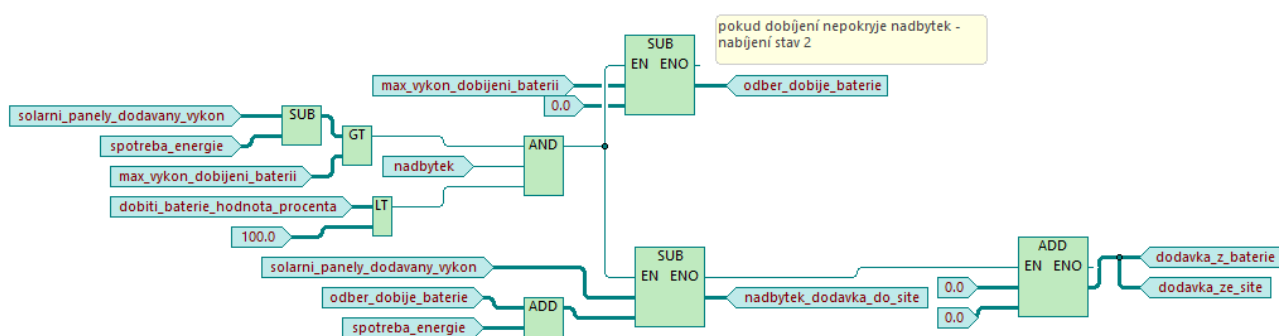 pokud dobíjení nepokryje nadbytek -
nabíjení stav 2
SUB
EN ENO
max_vykon_dobijeni_baterii
0.0
odber_dobije_baterie
solarni_panely_dodavany_vykon
SUB
spotreba_energie
GT
max_vykon_dobijeni_baterii
AND
nadbytek
dobiti_baterie_hodnota_procenta
LT
100.0
SUB
EN ENO
solarni_panely_dodavany_vykon
odber_dobije_baterie
ADD
spotreba_energie
nadbytek_dodavka_do_site
ADD
EN ENO
0.0
0.0
dodavka_z_baterie
dodavka_ze_site